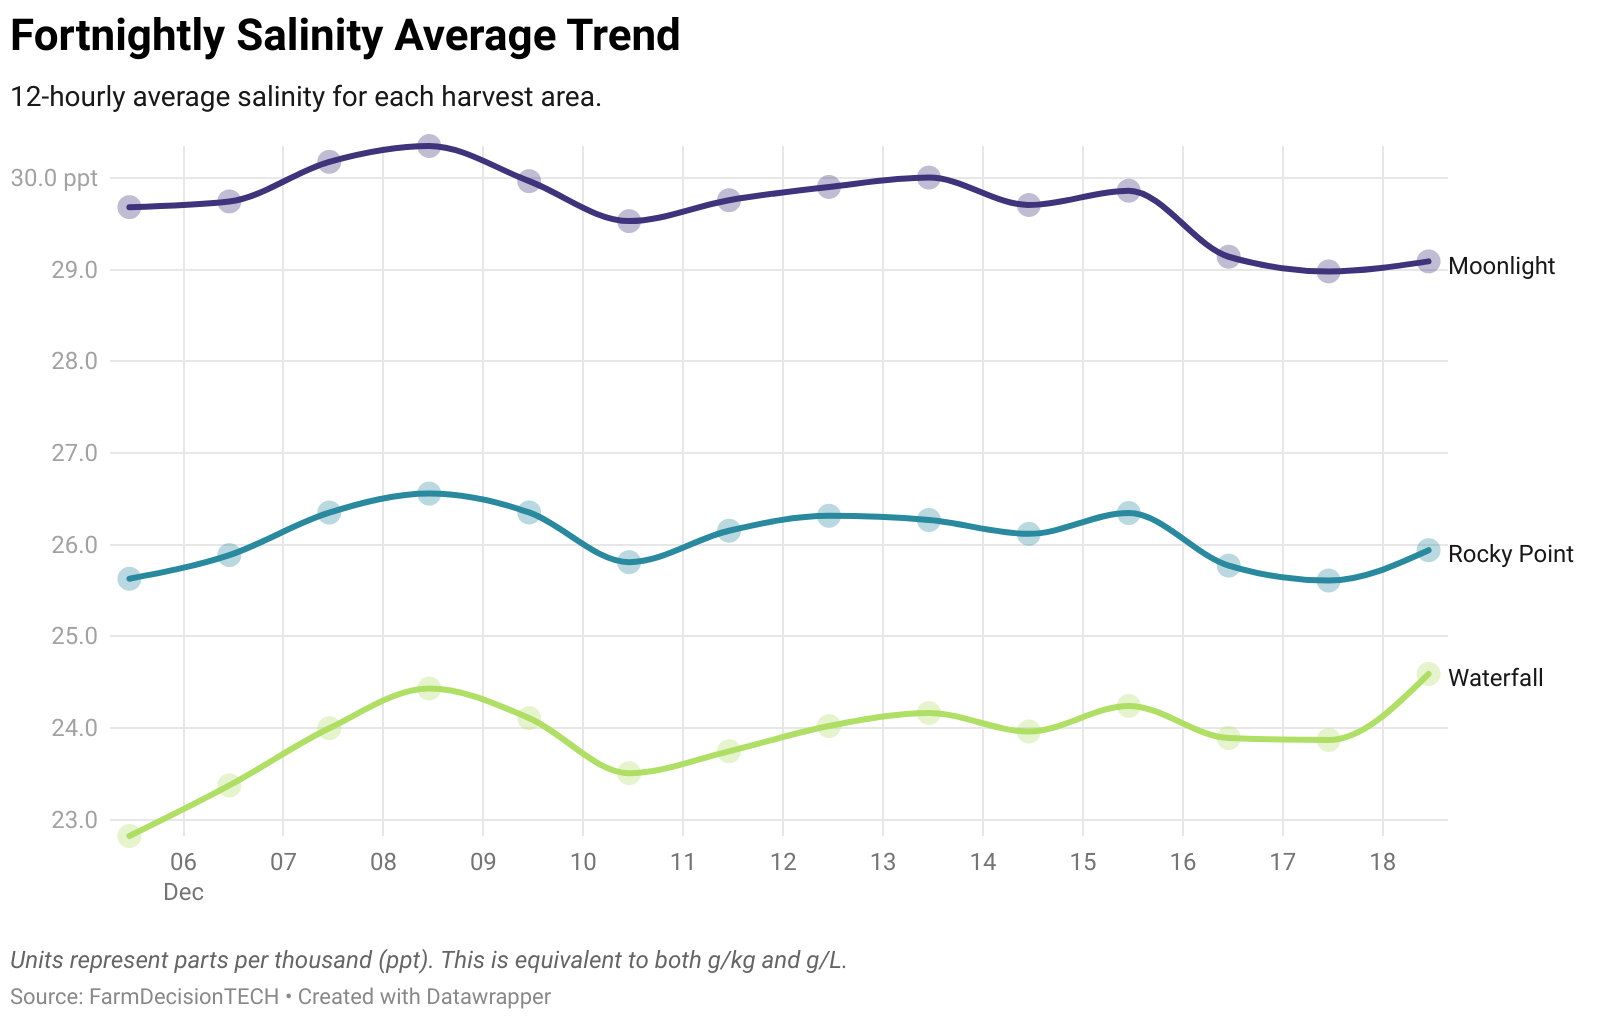 Fortnightly Salinity Average Trend
12-hourly average salinity for each harvest area.
30.0 ppt
29.0
Moonlight
28.0
27.0
26.0
Rocky Point
25.0
Waterfall
24.0
23.0
06 07 08 09 10 11 12 13 14 15 16 17 18
Dec
Units represent parts per thousand (ppt). This is equivalent to both g/kg and g/L.
Source: FarmDecisionTECH • Created with Datawrapper